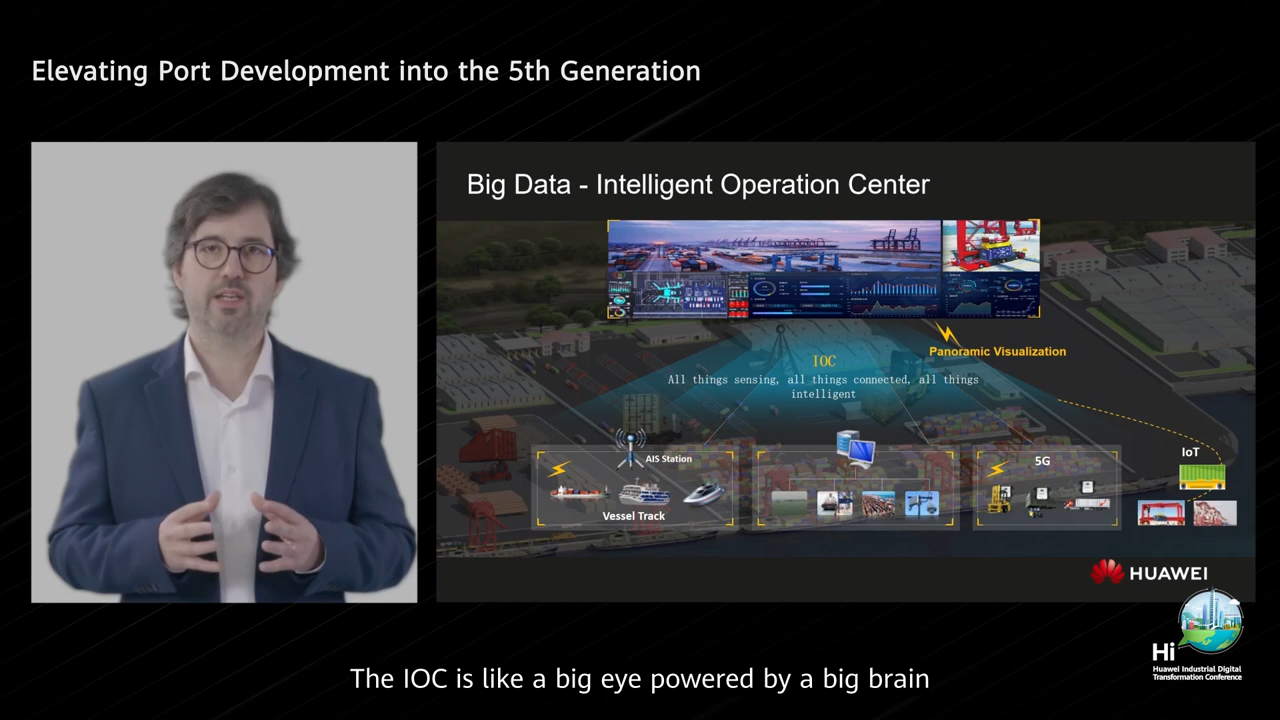 Elevating Port Development into the 5th Generation
Big Data - Intelligent Operation Center
Panoramic Visualization
IOC
All things sensing, all things connected, all things
intelligent
AIS Station
Vessel Track
5G
IoT
HUAWEI
Hi
Huawei Industrial Digital
Transformation Conference
The IOC is like a big eye powered by a big brain